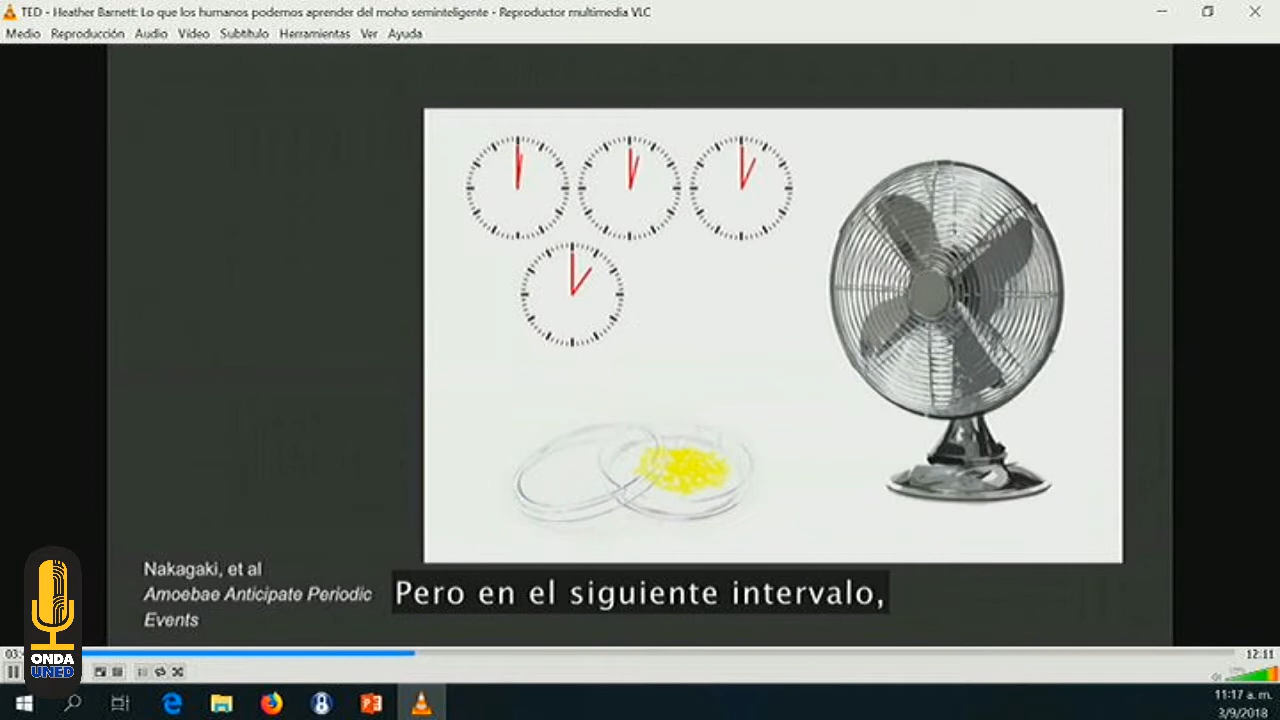 TED - Heather Barnett: Lo que los humanos podemos aprender del moho seminteligente - Reproductor multimedia VLC
Medio Reproducción Audio Vídeo Subtítulo Herramientas Ver Ayuda
Nakagaki, et al
Amoebae Anticipate Periodic
Events
Pero en el siguiente intervalo,
12:11
ONDA
UNED
11:17 a. m.
3/9/2018